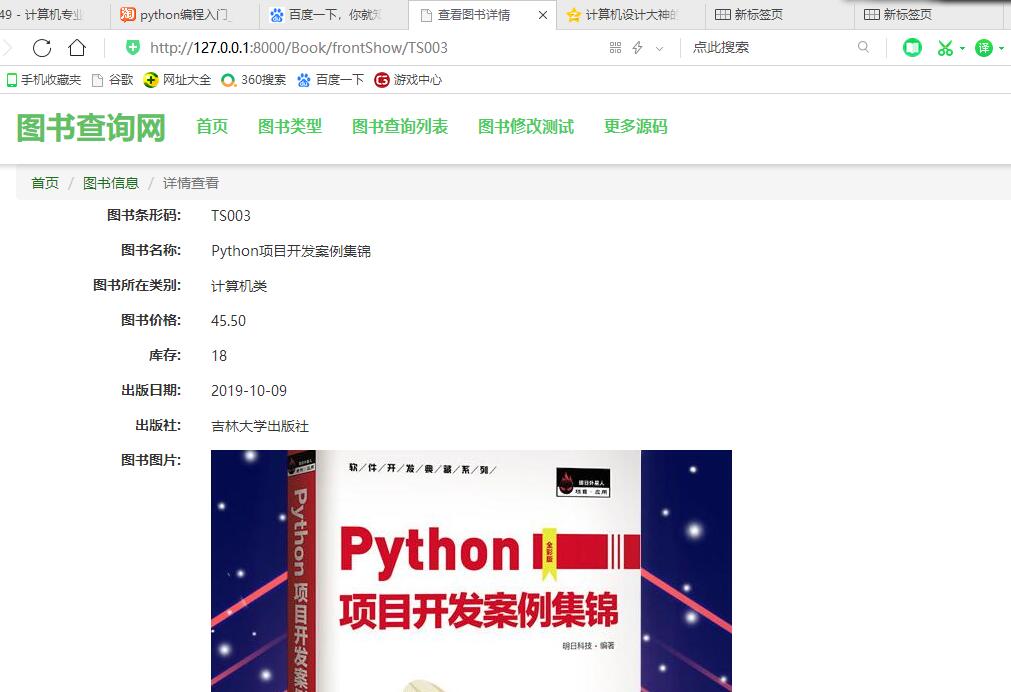 49 - 计算机专业
python编程入门_
百度一下，你就知
查看图书详情
计算机设计大神的
新标签页
新标签页
http://127.0.0.1:8000/Book/frontShow/TS003
点此搜索
译
手机收藏夹 谷歌 网址大全 360搜索 百度一下 游戏中心
图书查询网 首页 图书类型 图书查询列表 图书修改测试 更多源码
首页 / 图书信息 / 详情查看
图书条形码: TS003
图书名称: Python项目开发案例集锦
图书所在类别: 计算机类
图书价格: 45.50
库存: 18
出版日期: 2019-10-09
出版社: 吉林大学出版社
图书图片:
软/件/开/发/典/藏/系/列/
Python
全彩版
项目开发案例集锦
明日科技·编著
Python 项目开发案例